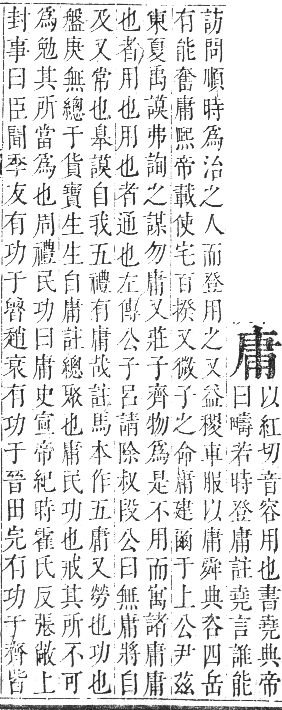 庸
以紅切音容用也書堯典帝
曰疇若時登庸註堯言誰能
訪問順時爲治之人而登用之又益稷車服以庸舜典咨四岳
有能奮庸熙帝載使宅百揆又微子之命庸建爾于上公尹茲
東夏禹謨弗詢之謀勿庸又莊子齊物爲是不用而寓諸庸庸
也者用也用也者通也左傳公子呂請除叔段公曰無庸將自
及又常也臯謨自我五禮有庸哉註馬本作五庸又勞也功也
盤庚無總于貨寶生生自庸註總聚也庸民功也戒其所不可
爲勉其所當爲也周禮民功曰庸史宣帝紀時霍氏反張敞上
封事曰臣聞季友有功于魯趙衰有功于晉田完有功于齊皆